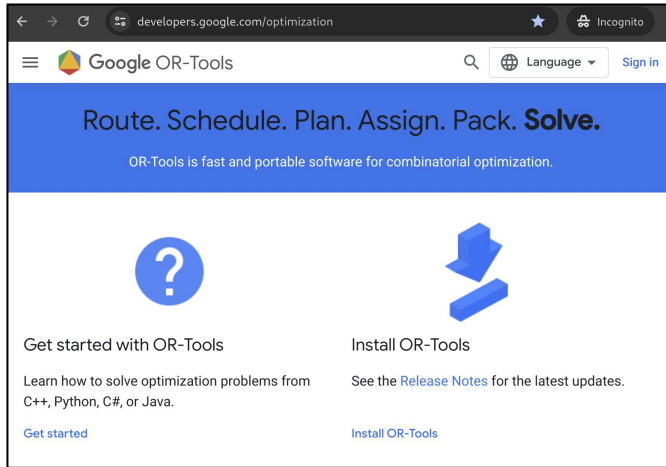 developers.google.com/optimization
Incognito
Google OR-Tools
Language
Sign in
Route. Schedule. Plan. Assign. Pack. Solve.
OR-Tools is fast and portable software for combinatorial optimization.
?
Get started with OR-Tools
Learn how to solve optimization problems from
C++, Python, C#, or Java.
Get started
Install OR-Tools
See the Release Notes for the latest updates.
Install OR-Tools